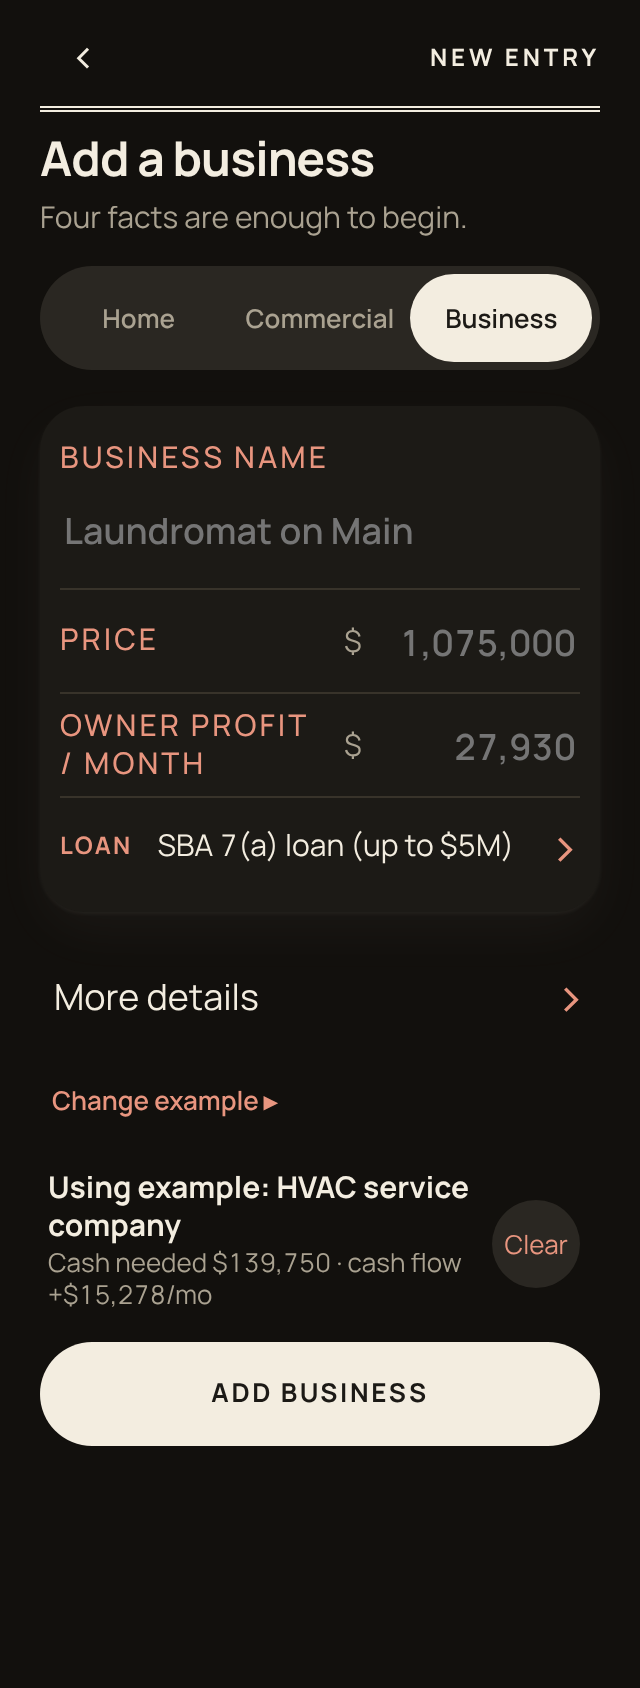 NEW ENTRY
Add a business
Four facts are enough to begin.
Home
Commercial
Business
BUSINESS NAME
Laundromat on Main
PRICE
$ 1,075,000
OWNER PROFIT
/ MONTH
$ 27,930
LOAN SBA 7(a) loan (up to $5M)
More details
Change example ▸
Using example: HVAC service
company
Cash needed $139,750 · cash flow
+$15,278/mo
Clear
ADD BUSINESS